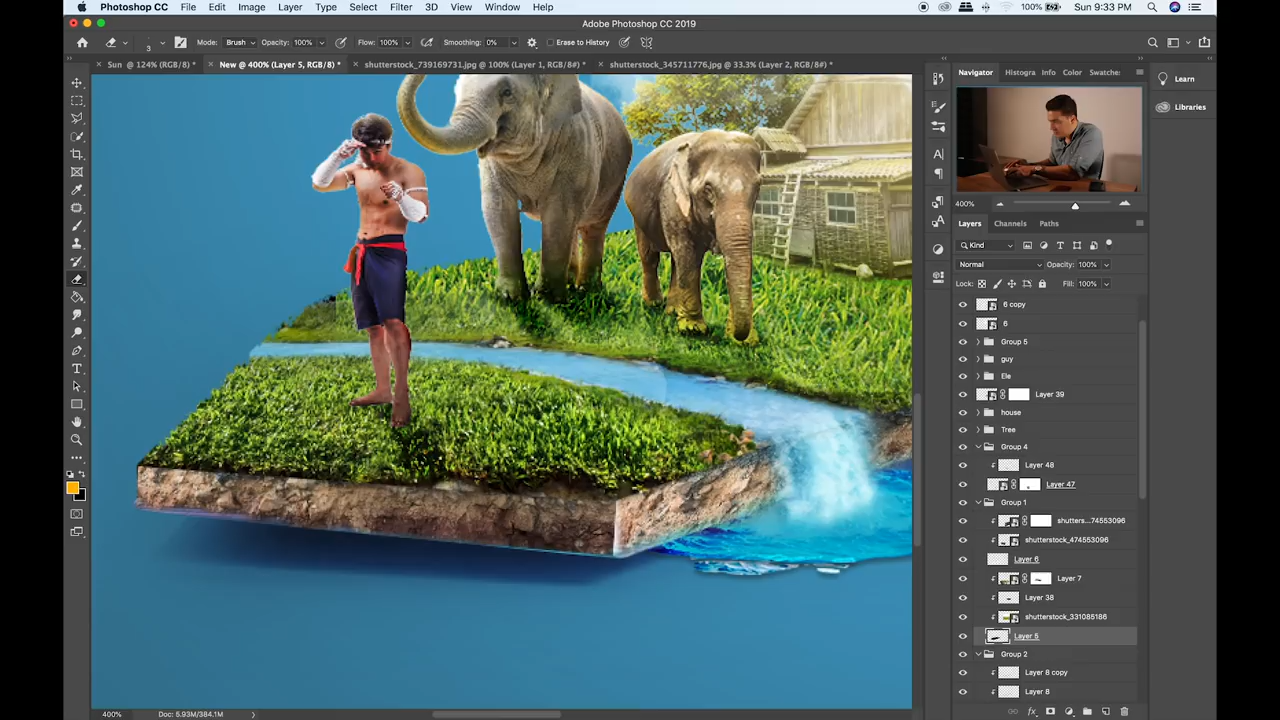 Photoshop CC File Edit Image Layer Type Select Filter 3D View Window Help 100% Sun 9:33 PM
Adobe Photoshop CC 2019
3 Mode: Brush Opacity: 100% Flow: 100% Smoothing: 0% Erase to History
Sun @ 124% (RGB/8) * New @ 400% (Layer 5, RGB/8) * shutterstock_739169731.jpg @ 100% (Layer 1, RGB/8#) * shutterstock_345711776.jpg @ 33.3% (Layer 2, RGB/8#) *
Navigator Histogra Info Color Swatche:
Learn
Libraries
400%
Layers Channels Paths
Kind
Normal Opacity: 100%
Lock: Fill: 100%
6 copy
6
Group 5
guy
Ele
Layer 39
house
Tree
Group 4
Layer 48
Layer 47
Group 1
shutters...74553096
shutterstock_474553096
Layer 6
Layer 7
Layer 38
shutterstock_331085186
Layer 5
Group 2
Layer 8 copy
Layer 8
400% Doc: 5.93M/384.1M